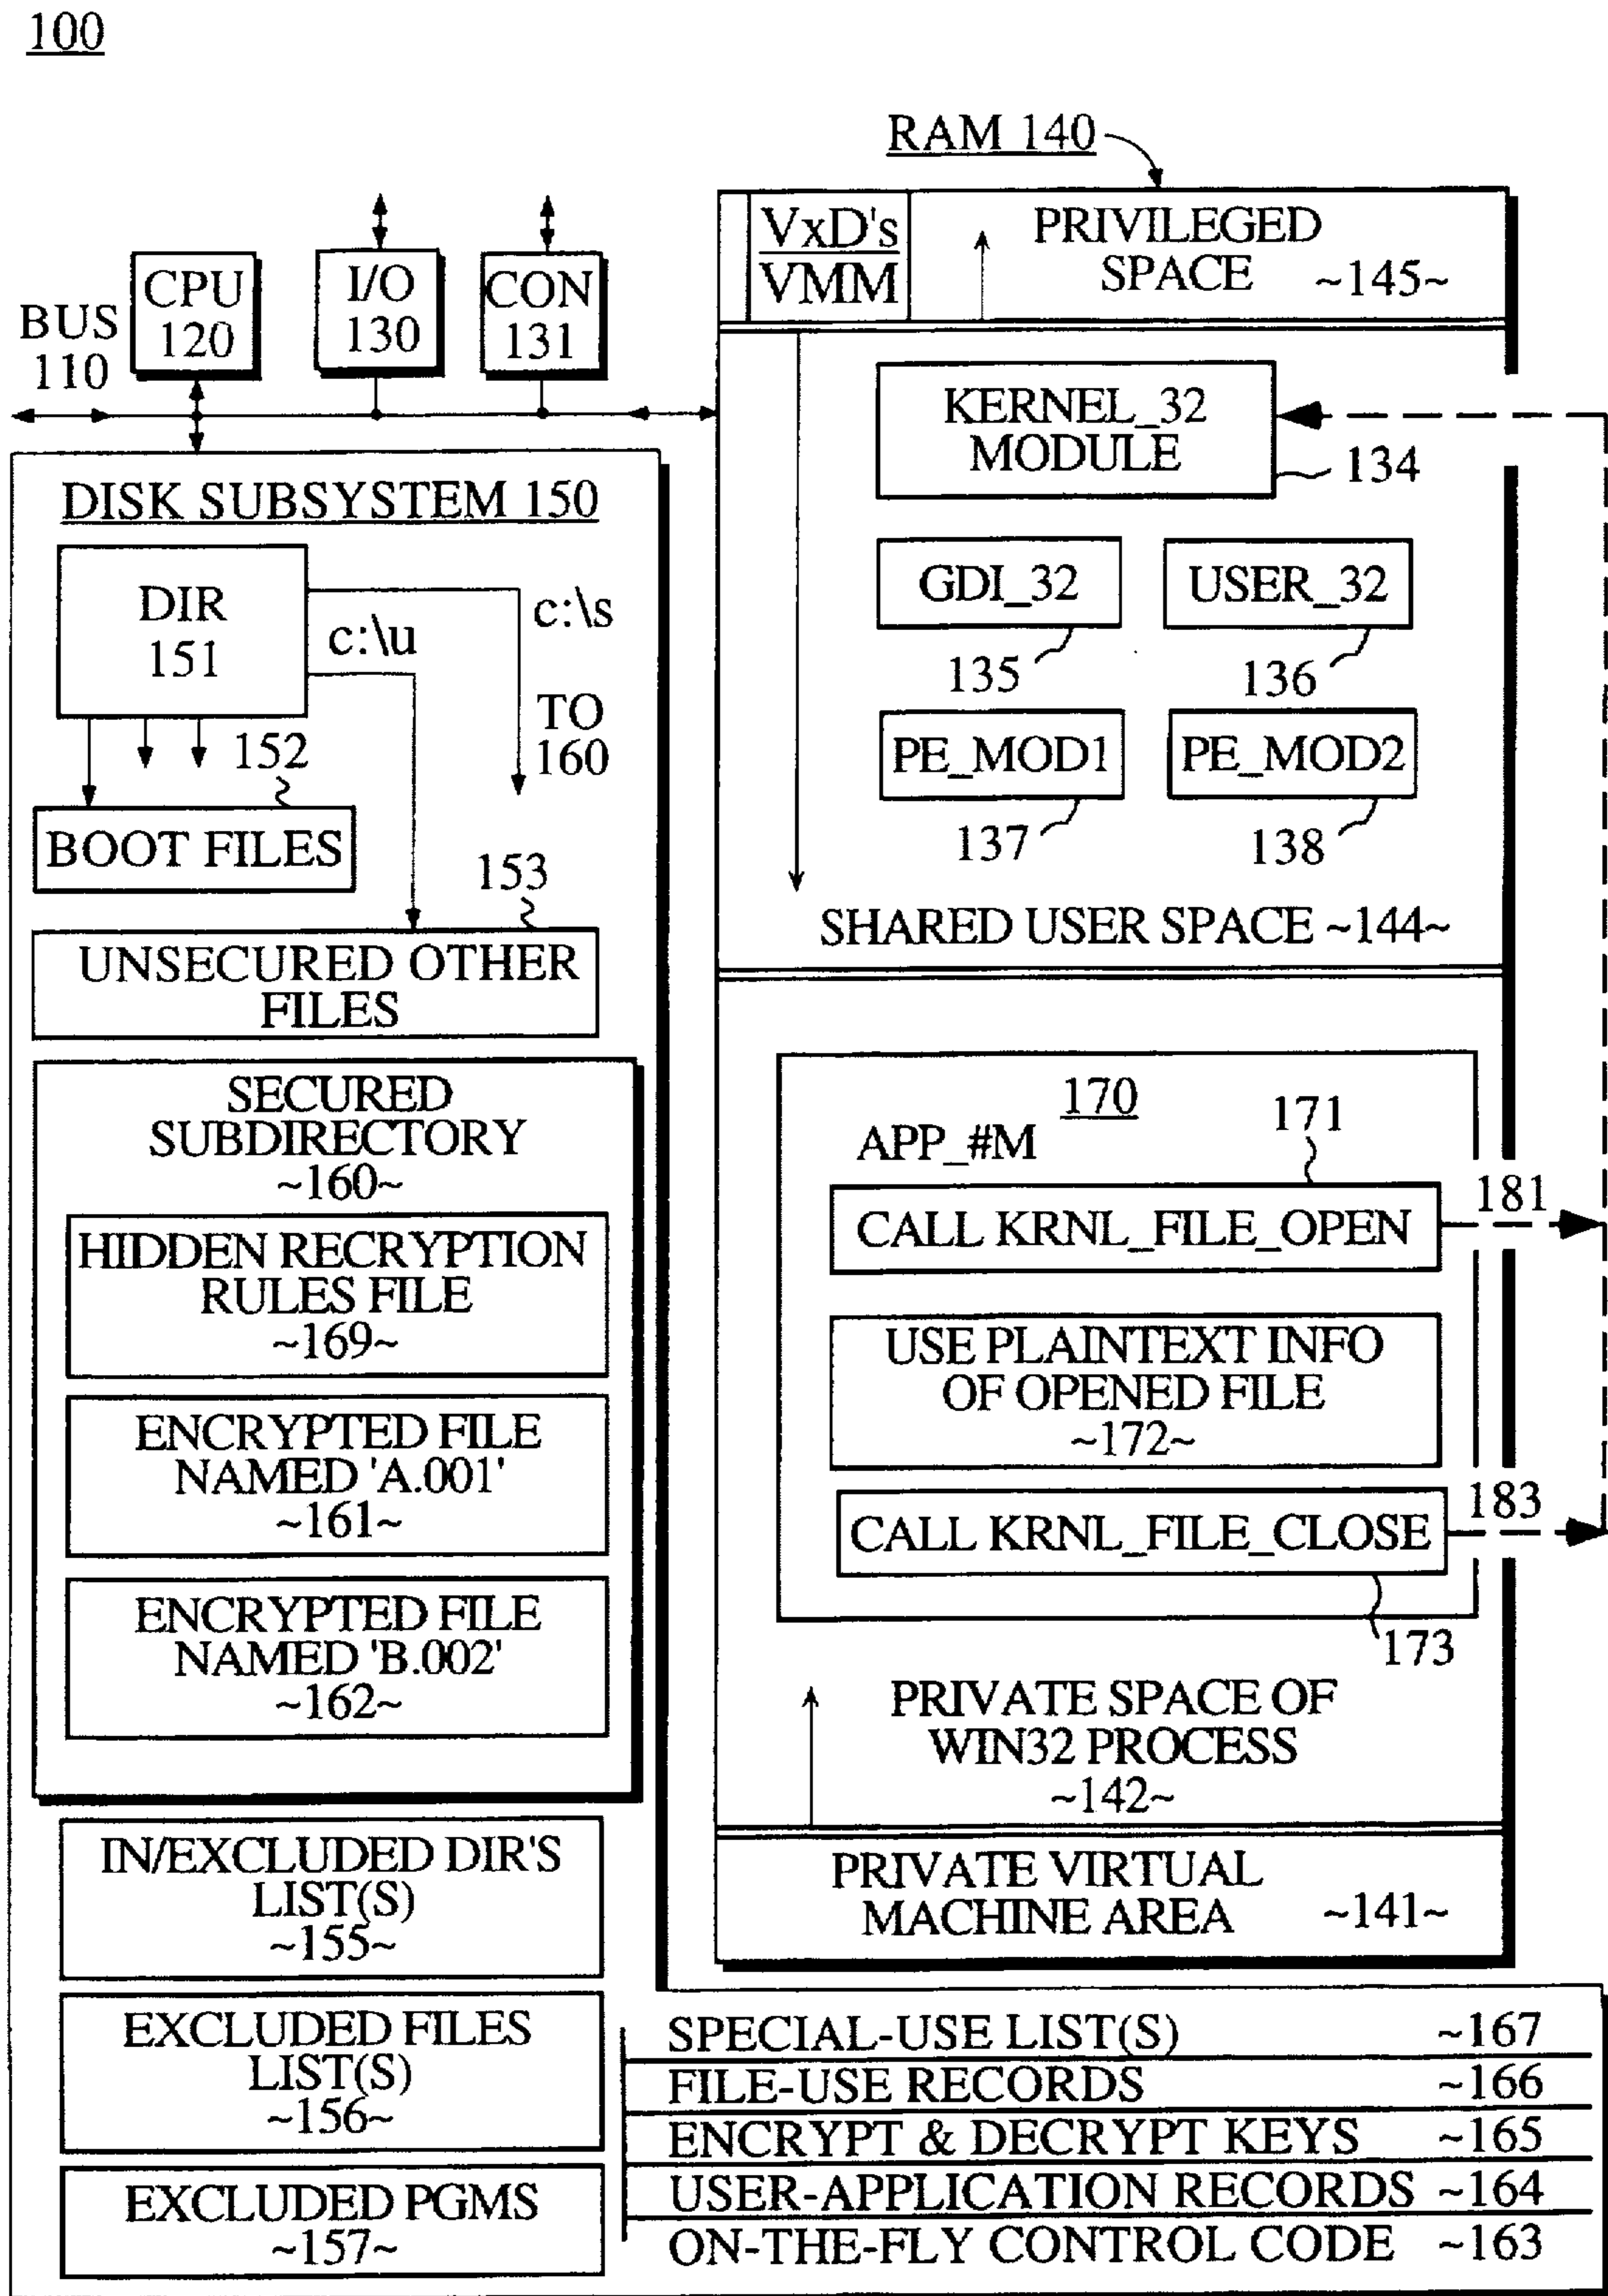 100
RAM 140
VxD's
VMM
PRIVILEGED
SPACE ~145~
CPU
120
I/O
130
CON
131
BUS
110
KERNEL_32
MODULE
134
GDI_32
135
USER_32
136
PE_MOD1
137
PE_MOD2
138
SHARED USER SPACE ~144~
DISK SUBSYSTEM 150
DIR
151
c:\u
c:\s
TO
160
152
BOOT FILES
153
UNSECURED OTHER
FILES
SECURED
SUBDIRECTORY
~160~
HIDDEN RECRYPTION
RULES FILE
~169~
ENCRYPTED FILE
NAMED 'A.001'
~161~
ENCRYPTED FILE
NAMED 'B.002'
~162~
170
APP_#M
171
CALL KRNL_FILE_OPEN
181
USE PLAINTEXT INFO
OF OPENED FILE
~172~
CALL KRNL_FILE_CLOSE
183
173
PRIVATE SPACE OF
WIN32 PROCESS
~142~
PRIVATE VIRTUAL
MACHINE AREA ~141~
IN/EXCLUDED DIR'S
LIST(S)
~155~
EXCLUDED FILES
LIST(S)
~156~
EXCLUDED PGMS
~157~
SPECIAL-USE LIST(S) ~167
FILE-USE RECORDS ~166
ENCRYPT & DECRYPT KEYS ~165
USER-APPLICATION RECORDS ~164
ON-THE-FLY CONTROL CODE ~163